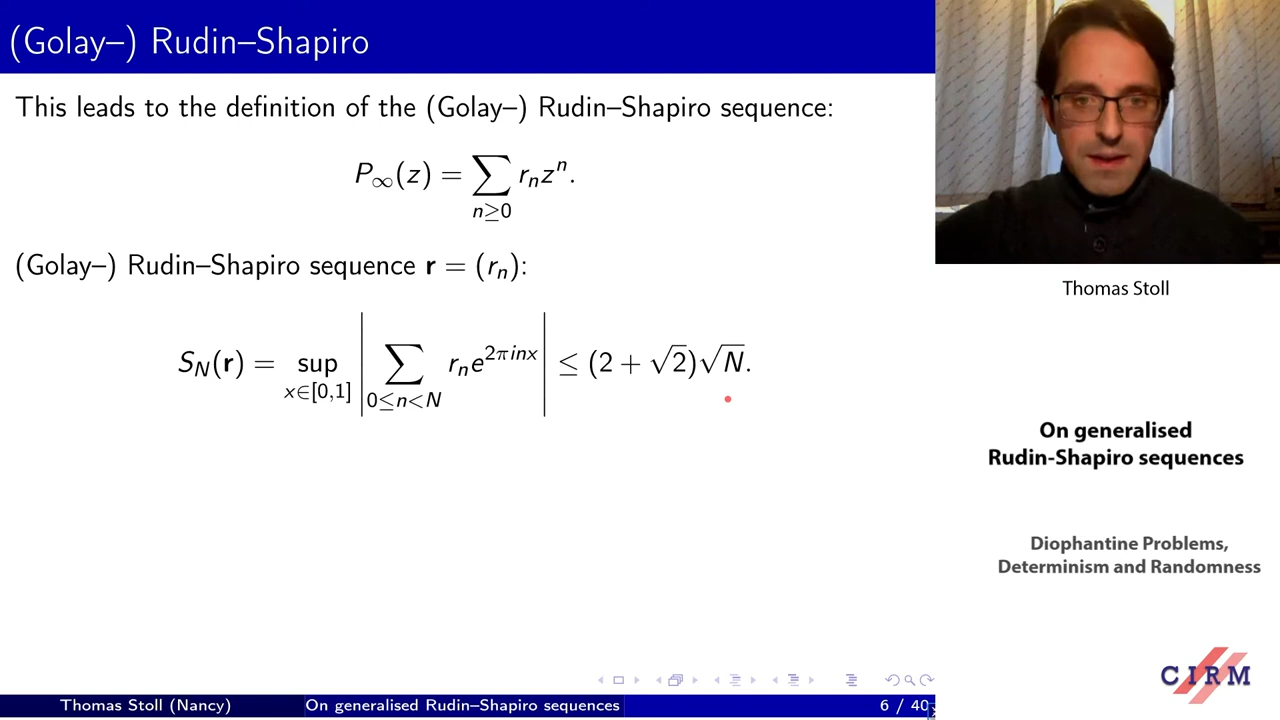 (Golay–) Rudin–Shapiro
This leads to the definition of the (Golay–) Rudin–Shapiro sequence:
P∞(z) = ∑ rₙzⁿ.
n≥0
(Golay–) Rudin–Shapiro sequence r = (rₙ):
S_N(r) = sup | ∑ rₙe^{2πinx} | ≤ (2 + √2)√N.
x∈[0,1] 0≤n<N
Thomas Stoll (Nancy) On generalised Rudin–Shapiro sequences 6 / 40
Thomas Stoll
On generalised
Rudin-Shapiro sequences
Diophantine Problems,
Determinism and Randomness
CIRM